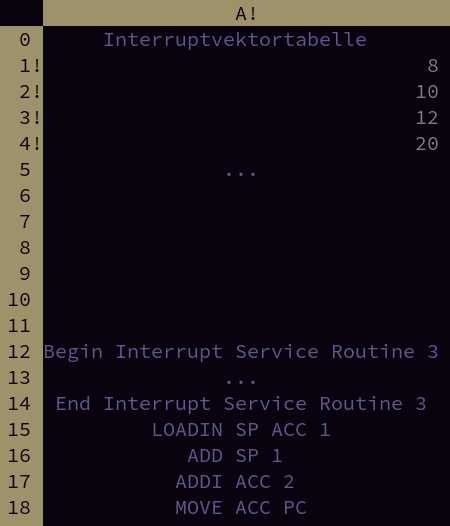 A!
0 Interruptvektortabelle
1! 8
2! 10
3! 12
4! 20
5 ...
6
7
8
9
10
11
12 Begin Interrupt Service Routine 3
13 ...
14 End Interrupt Service Routine 3
15 LOADIN SP ACC 1
16 ADD SP 1
17 ADDI ACC 2
18 MOVE ACC PC